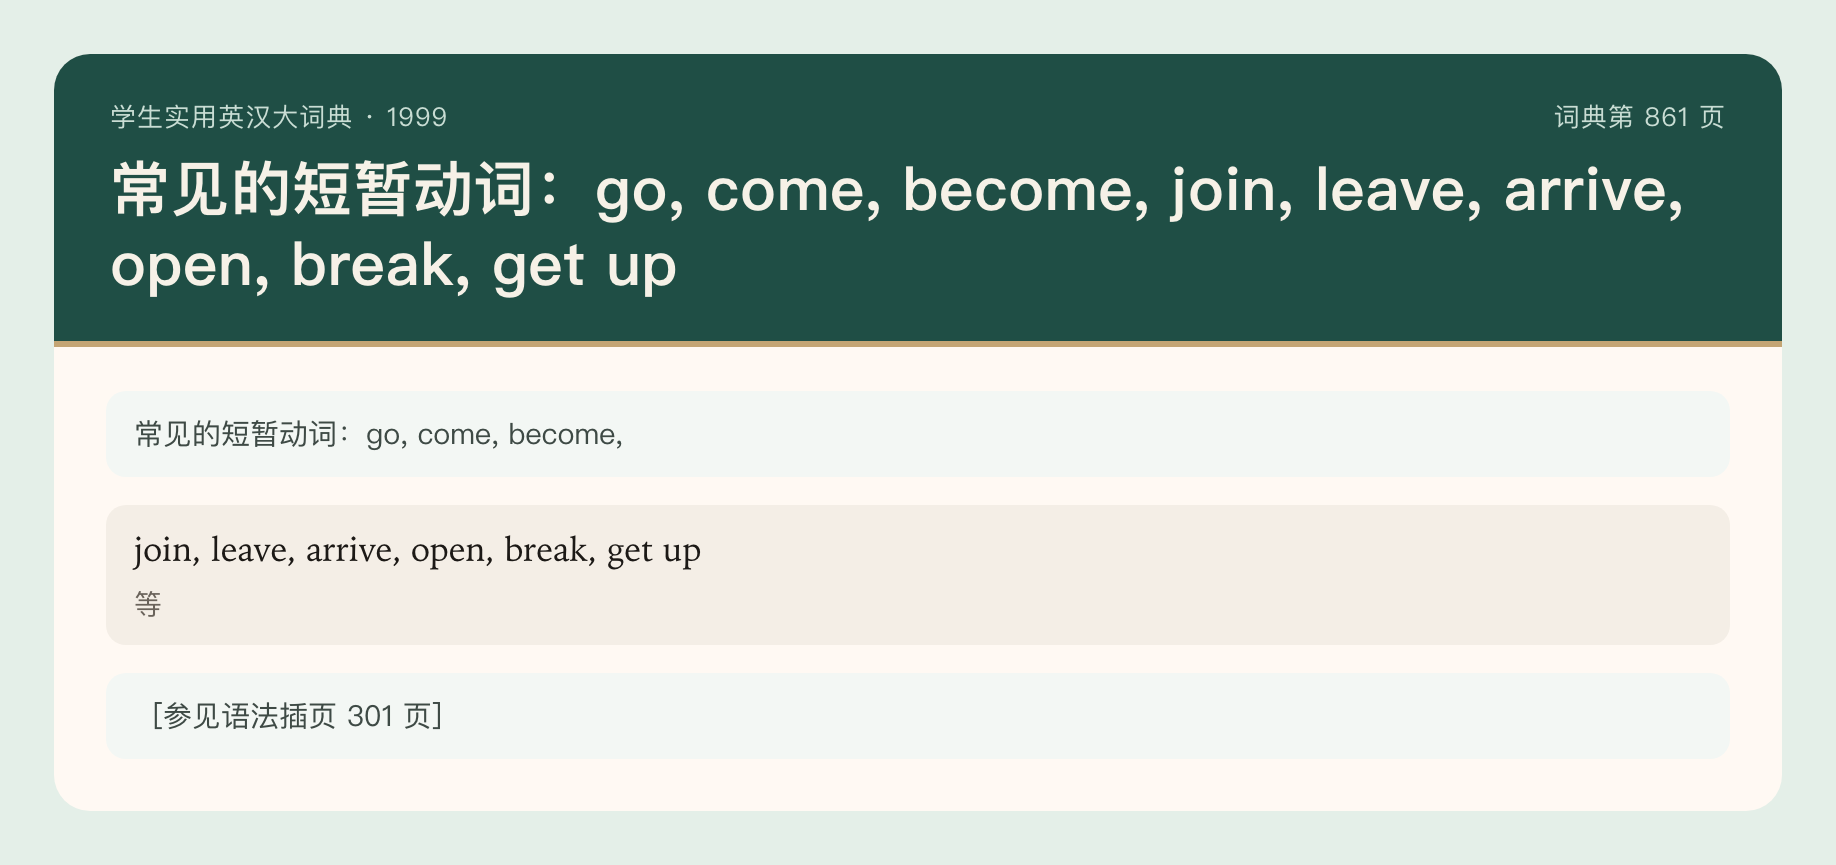 学生实用英汉大词典 · 1999
词典第 861 页
常见的短暂动词：go, come, become, join, leave, arrive,
open, break, get up
常见的短暂动词：go, come, become,
join, leave, arrive, open, break, get up
等
［参见语法插页 301 页］